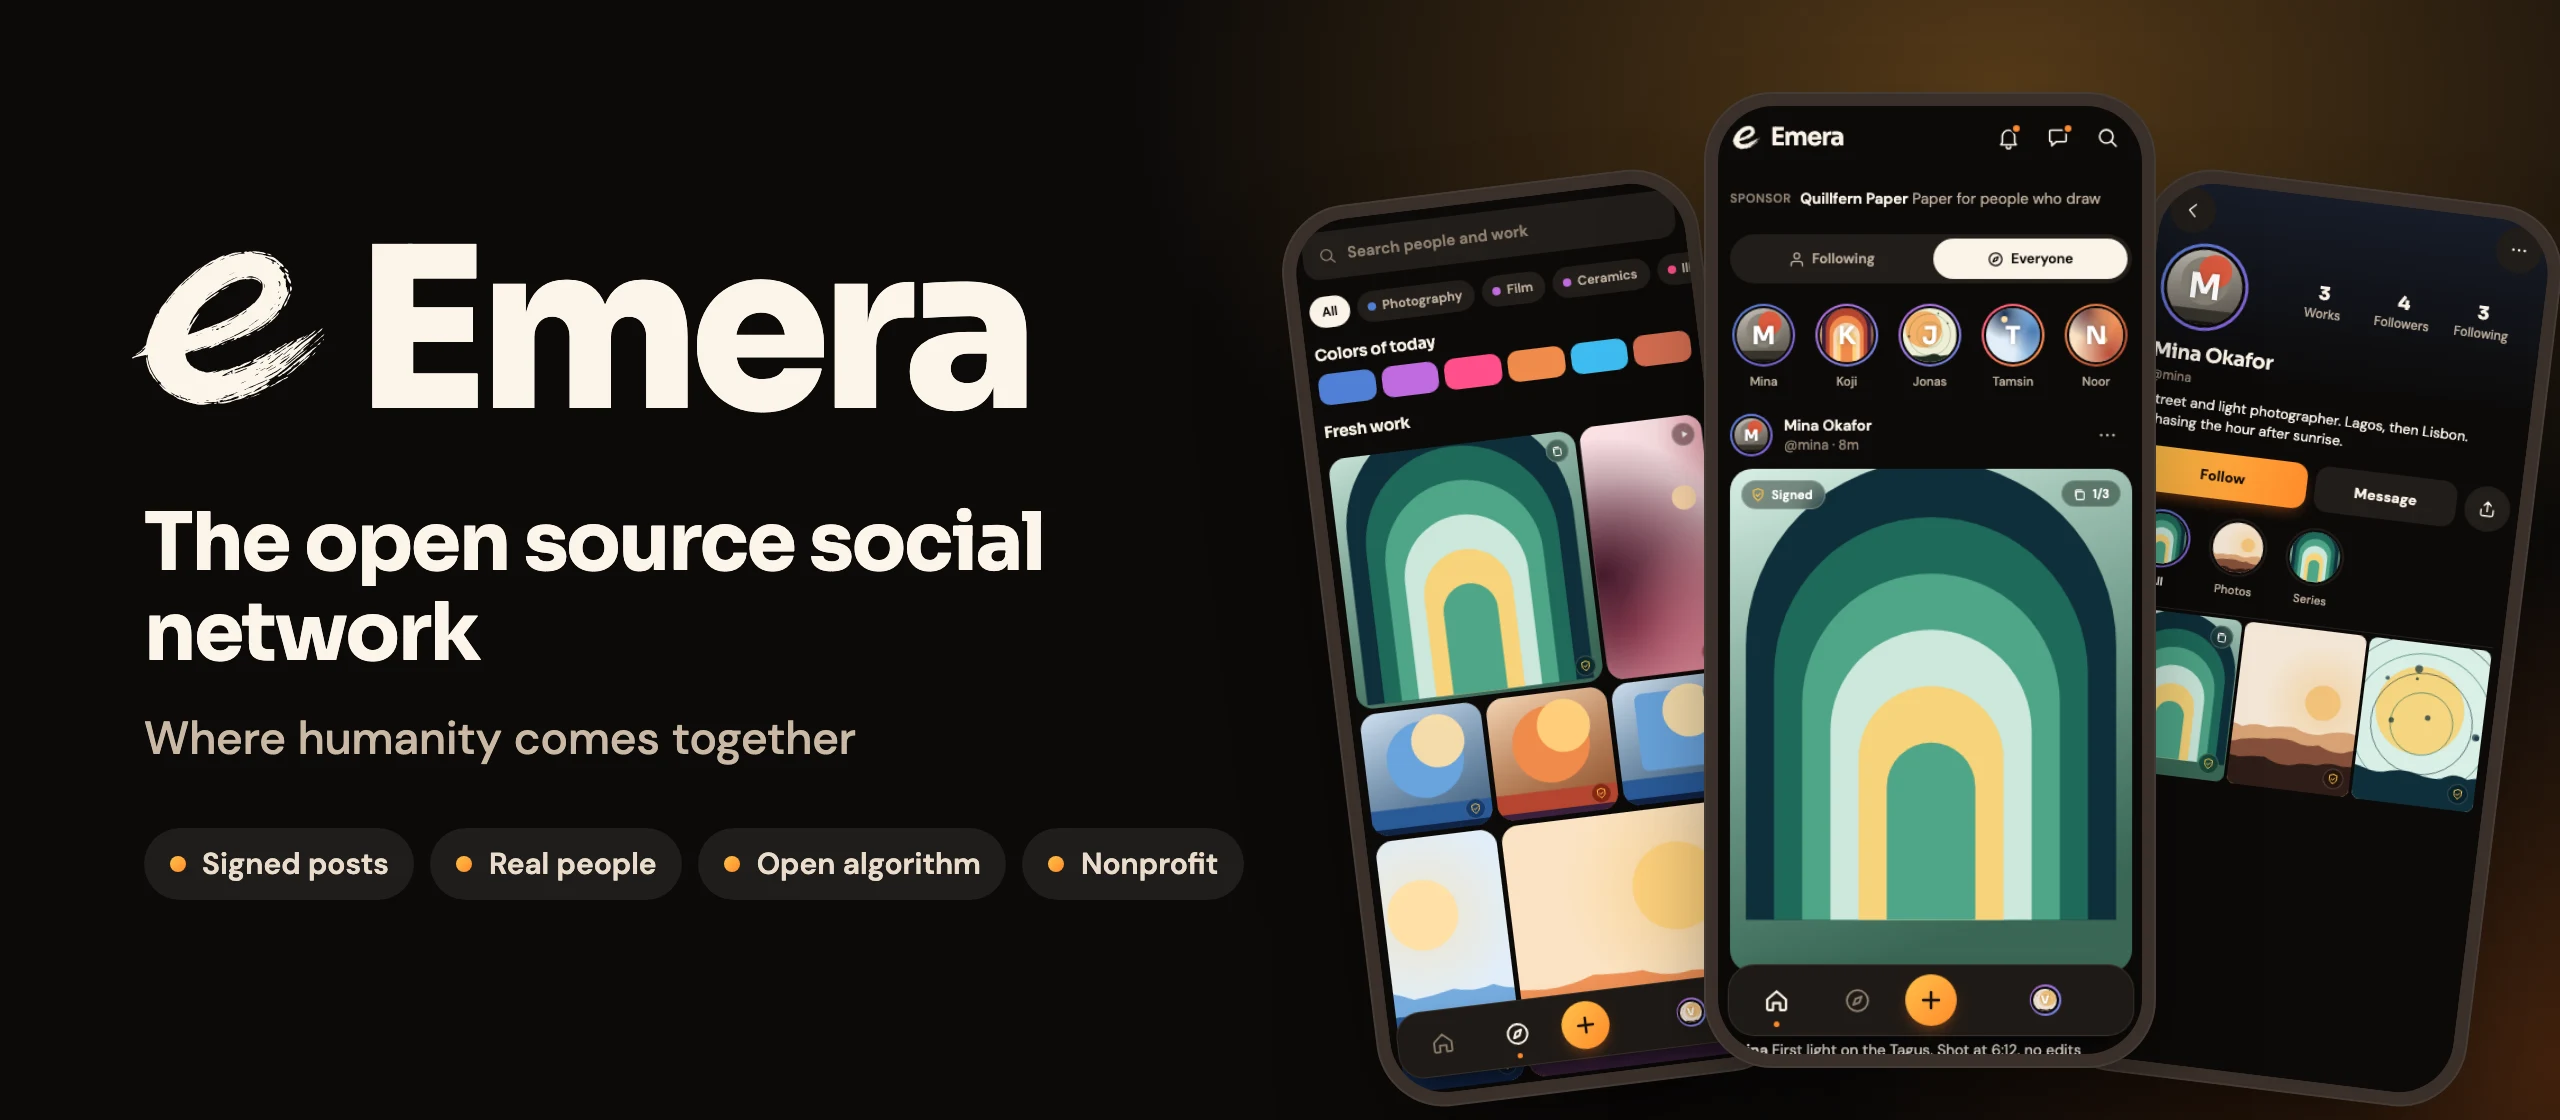 e Emera
The open source social
network
Where humanity comes together
Signed posts
Real people
Open algorithm
Nonprofit
Search people and work
All
Photography
Film
Ceramics
Colors of today
Fresh work
Emera
SPONSOR Quillfern Paper Paper for people who draw
Following
Everyone
M
K
J
T
N
Mina
Koji
Jonas
Tamsin
Noor
M
Mina Okafor
@mina · 8m
Signed
1/3
First light on the Tagus. Shot at 6:12, no edits
M
3
Works
4
Followers
3
Following
Mina Okafor
@mina
and light photographer. Lagos, then Lisbon.
the hour after sunrise.
Follow
Message
Photos
Series